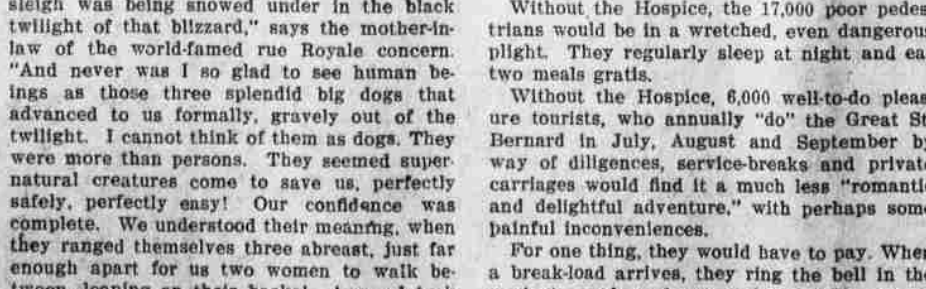 sleigh was being snowed under in the black
twilight of that blizzard," says the mother-in-
law of the world-famed rue Royale concern.
"And never was I so glad to see human be-
ings as those three splendid big dogs that
advanced to us formally, gravely out of the
twilight. I cannot think of them as dogs. They
were more than persons. They seemed super-
natural creatures come to save us, perfectly
safely, perfectly easy! Our confidence was
complete. We understood their meaning, when
they ranged themselves three abreast, just far
enough apart for us two women to walk be-
tween, leaning on their
Without the Hospice, the 17,000 poor pedes
trians would be in a wretched, even dangerous
plight. They regularly sleep at night and ea
two meals gratis.
Without the Hospice, 6,000 well-to-do pleas
ure tourists, who annually "do" the Great St
Bernard in July, August and September by
way of diligences, service-breaks and private
carriages would find it a much less "romantic
and delightful adventure," with perhaps some
painful inconveniences.
For one thing, they would have to pay. When
a break-load arrives, they ring the bell in the